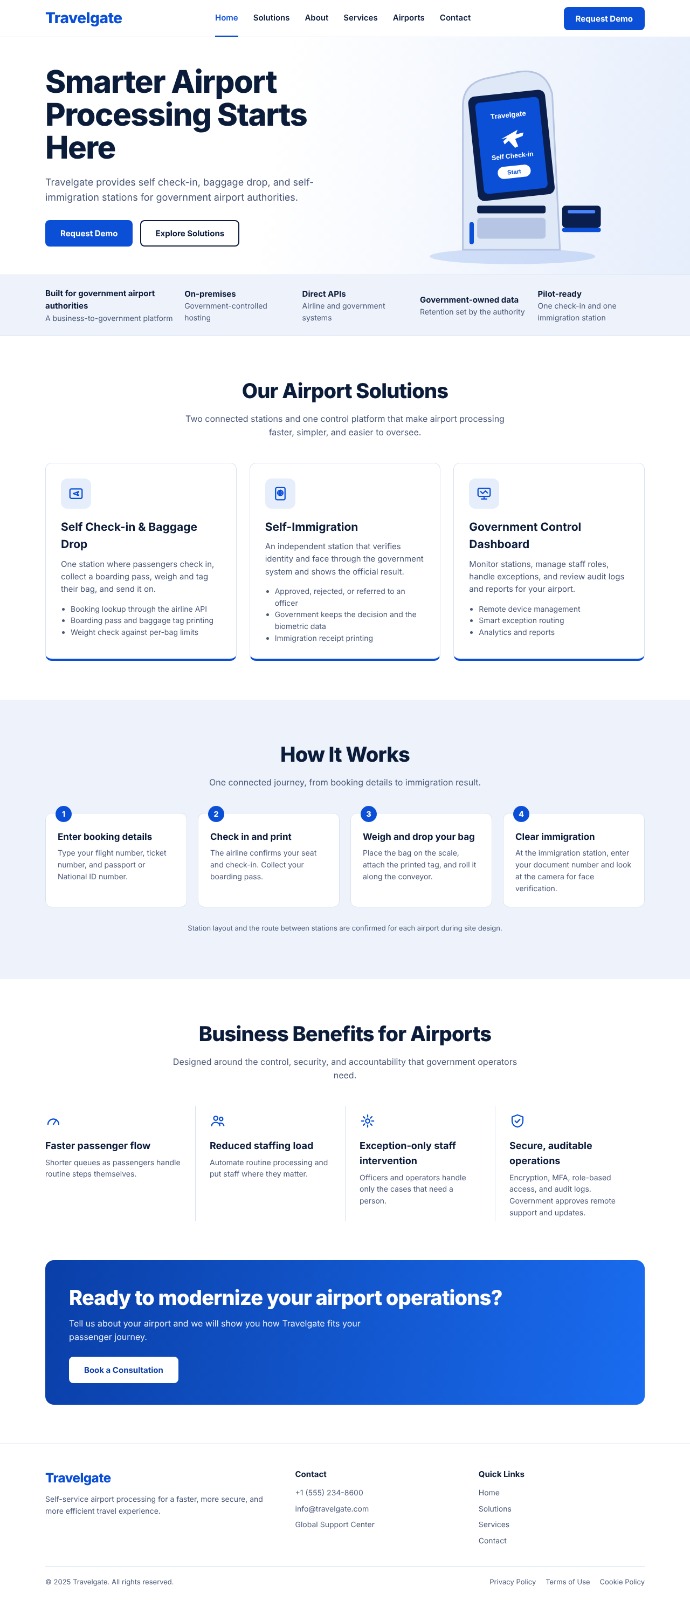 Travelgate
Home Solutions About Services Airports Contact
Request Demo
Smarter Airport
Processing Starts
Here
Travelgate provides self check-in, baggage drop, and self-
immigration stations for government airport authorities.
Request Demo
Explore Solutions
Travelgate
Self Check-in
Start
Built for government airport
authorities
A business-to-government platform
On-premises
Government-controlled
hosting
Direct APIs
Airline and government
systems
Government-owned data
Retention set by the authority
Pilot-ready
One check-in and one
immigration station
Our Airport Solutions
Two connected stations and one control platform that make airport processing
faster, simpler, and easier to oversee.
Self Check-in & Baggage
Drop
One station where passengers check in,
collect a boarding pass, weigh and tag
their bag, and send it on.
• Booking lookup through the airline API
• Boarding pass and baggage tag printing
• Weight check against per-bag limits
Self-Immigration
An independent station that verifies
identity and face through the government
system and shows the official result.
• Approved, rejected, or referred to an
officer
• Government keeps the decision and the
biometric data
• Immigration receipt printing
Government Control
Dashboard
Monitor stations, manage staff roles,
handle exceptions, and review audit logs
and reports for your airport.
• Remote device management
• Smart exception routing
• Analytics and reports
How It Works
One connected journey, from booking details to immigration result.
1
Enter booking details
Type your flight number, ticket
number, and passport or
National ID number.
2
Check in and print
The airline confirms your seat
and check-in. Collect your
boarding pass.
3
Weigh and drop your bag
Place the bag on the scale,
attach the printed tag, and roll it
along the conveyor.
4
Clear immigration
At the immigration station, enter
your document number and look
at the camera for face
verification.
Station layout and the route between stations are confirmed for each airport during site design.
Business Benefits for Airports
Designed around the control, security, and accountability that government operators
need.
Faster passenger flow
Shorter queues as passengers handle
routine steps themselves.
Reduced staffing load
Automate routine processing and
put staff where they matter.
Exception-only staff
intervention
Officers and operators handle
only the cases that need a
person.
Secure, auditable
operations
Encryption, MFA, role-based
access, and audit logs.
Government approves remote
support and updates.
Ready to modernize your airport operations?
Tell us about your airport and we will show you how Travelgate fits your
passenger journey.
Book a Consultation
Travelgate
Self-service airport processing for a faster, more secure, and
more efficient travel experience.
Contact
+1 (555) 234-8600
info@travelgate.com
Global Support Center
Quick Links
Home
Solutions
Services
Contact
© 2025 Travelgate. All rights reserved.
Privacy Policy Terms of Use Cookie Policy